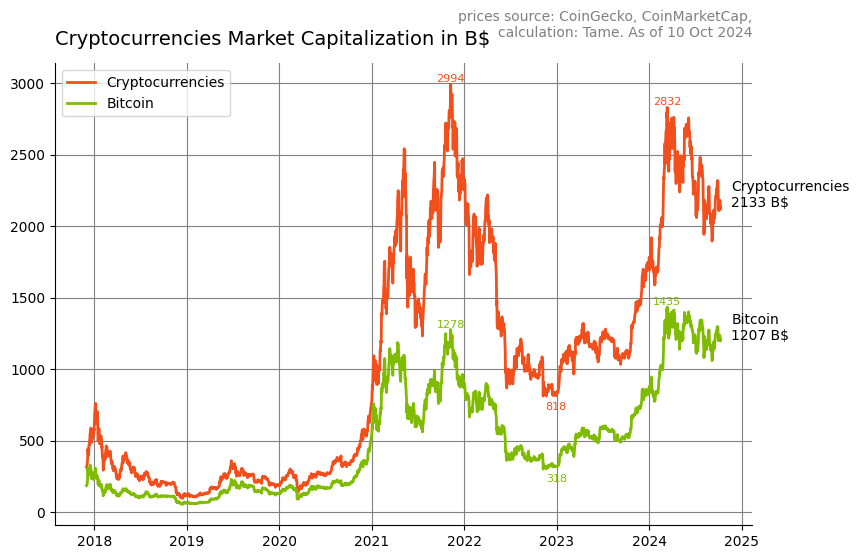 prices source: CoinGecko, CoinMarketCap,
calculation: Tame. As of 10 Oct 2024
Cryptocurrencies Market Capitalization in B$
Cryptocurrencies
Bitcoin
3000
2500
2000
1500
1000
500
0
2994
2832
1278
1435
818
318
Cryptocurrencies
2133 B$
Bitcoin
1207 B$
2018 2019 2020 2021 2022 2023 2024 2025